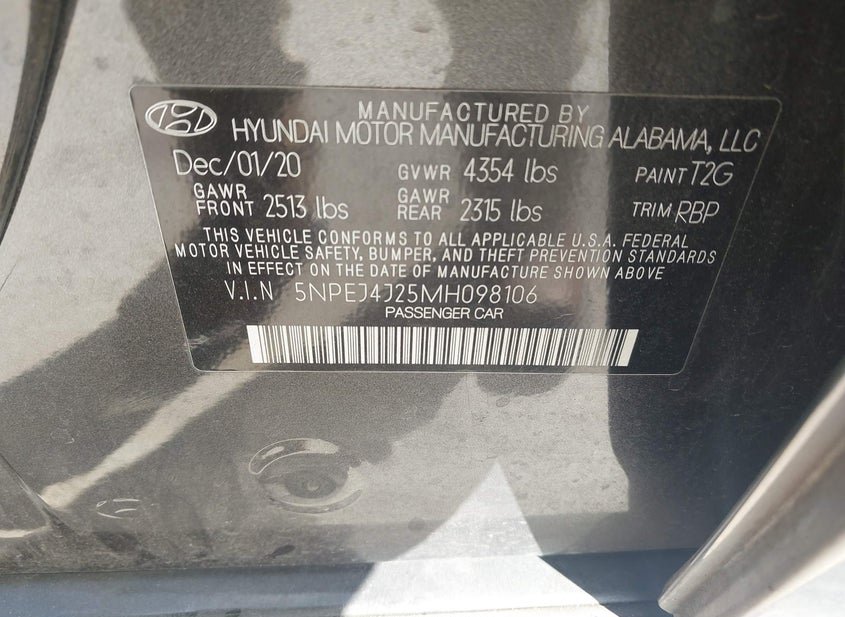 MANUFACTURED BY
HYUNDAI MOTOR MANUFACTURING ALABAMA, LLC
Dec/01/20 GVWR 4354 lbs PAINT T2G
GAWR FRONT 2513 lbs GAWR REAR 2315 lbs TRIM RBP
THIS VEHICLE CONFORMS TO ALL APPLICABLE U.S.A. FEDERAL
MOTOR VEHICLE SAFETY, BUMPER, AND THEFT PREVENTION STANDARDS
IN EFFECT ON THE DATE OF MANUFACTURE SHOWN ABOVE
V.I.N 5NPEJ4J25MH098106
PASSENGER CAR